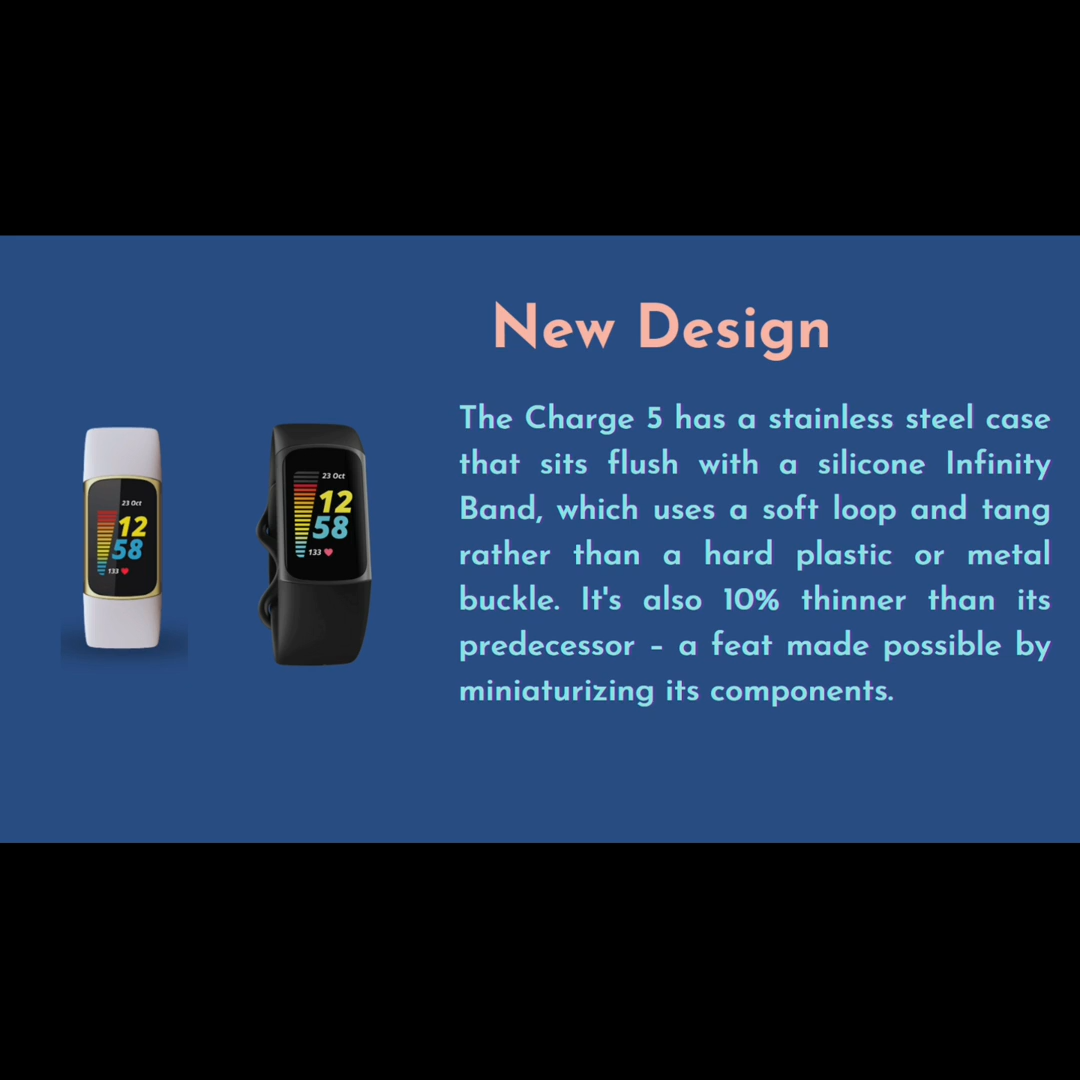 New Design
The Charge 5 has a stainless steel case
that sits flush with a silicone Infinity
Band, which uses a soft loop and tang
rather than a hard plastic or metal
buckle. It's also 10% thinner than its
predecessor – a feat made possible by
miniaturizing its components.
23 Oct
12
58
133
23 Oct
12
58
133